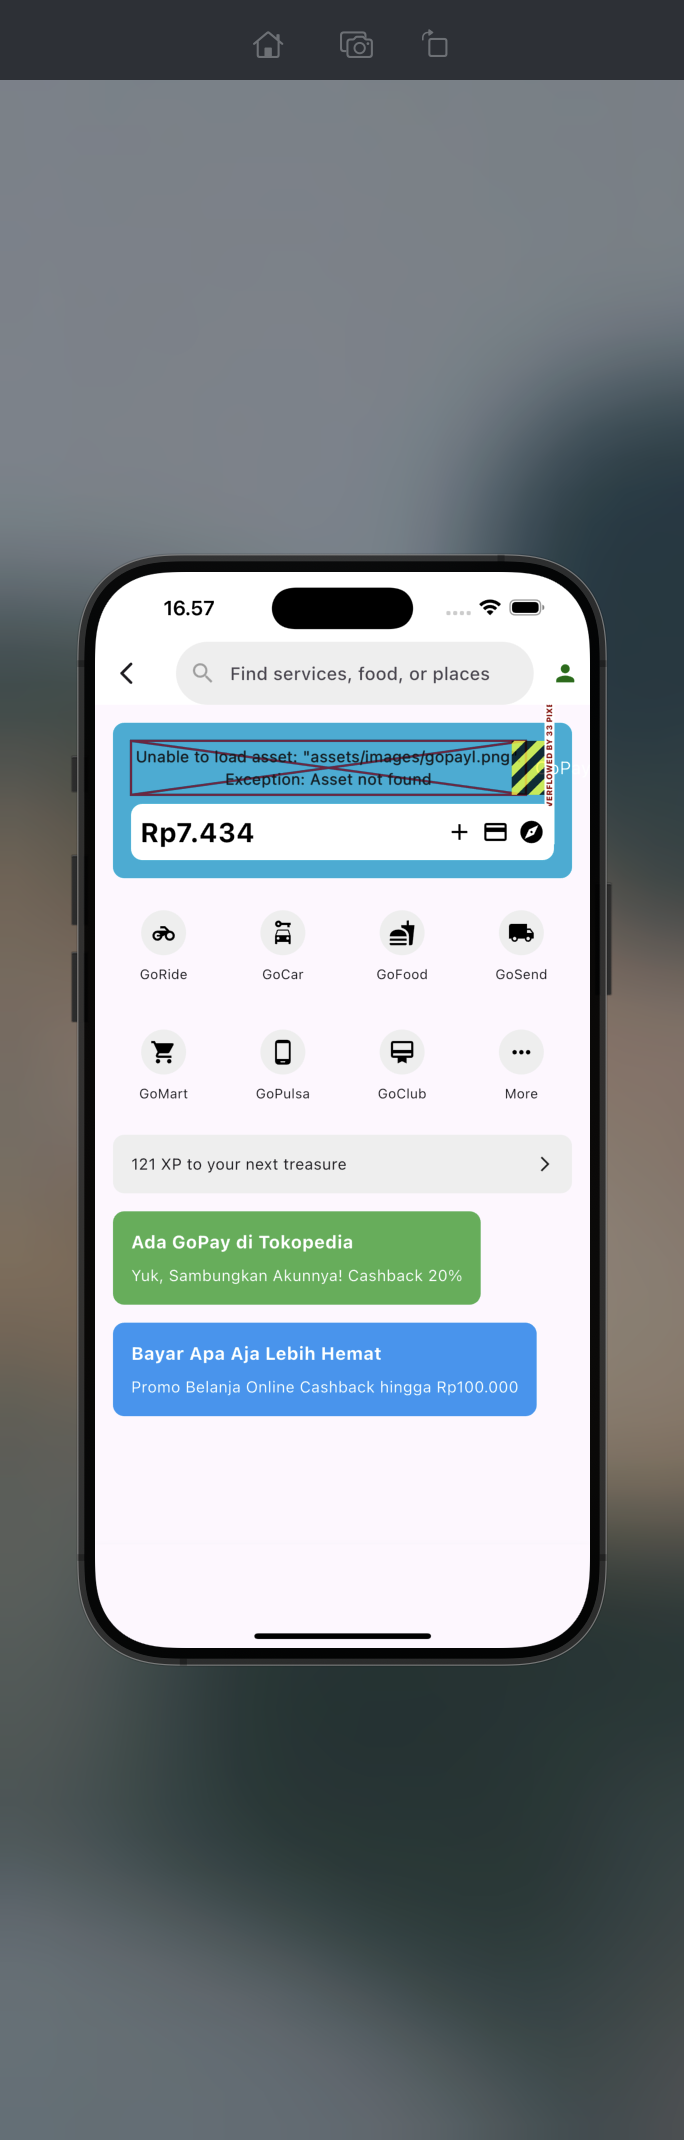 16.57
Find services, food, or places
Unable to load asset: "assets/images/gopayl.png
Exception: Asset not found
OVERFLOWED BY 33 PIXE
oPay
Rp7.434
GoRide
GoCar
GoFood
GoSend
GoMart
GoPulsa
GoClub
More
121 XP to your next treasure
Ada GoPay di Tokopedia
Yuk, Sambungkan Akunnya! Cashback 20%
Bayar Apa Aja Lebih Hemat
Promo Belanja Online Cashback hingga Rp100.000